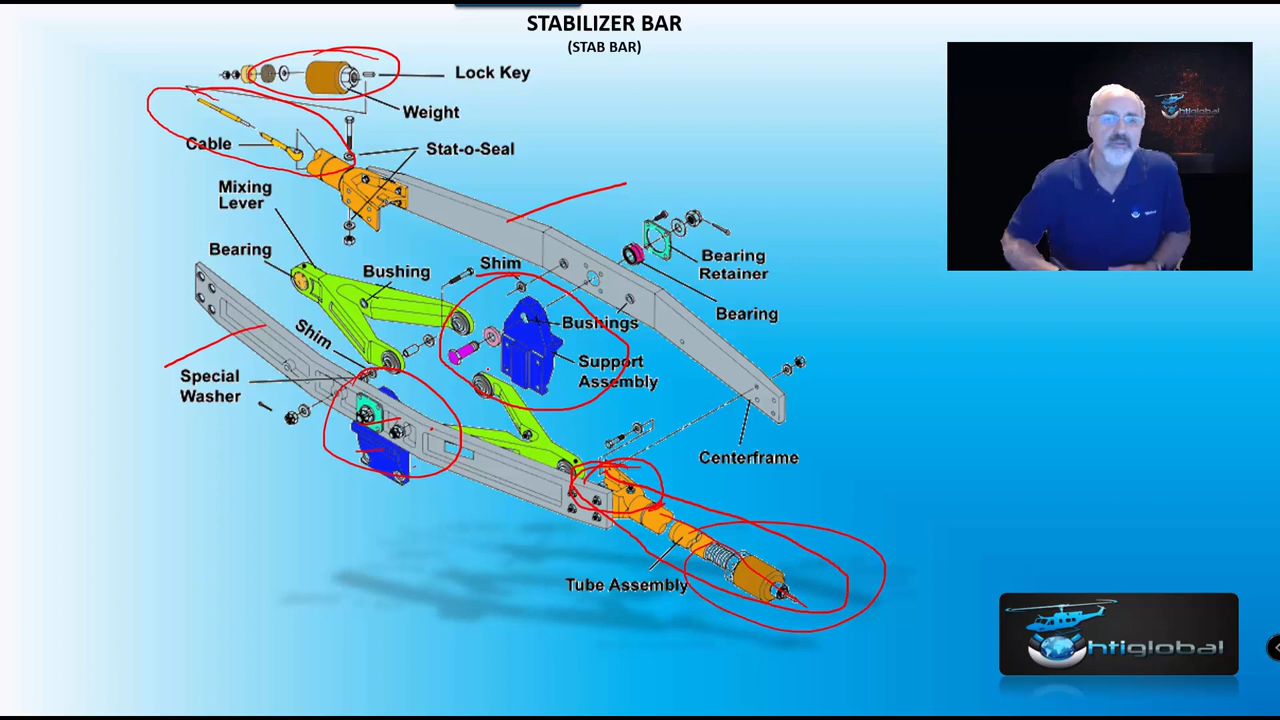 STABILIZER BAR
(STAB BAR)
Lock Key
Weight
Cable
Stat-o-Seal
Mixing
Lever
Bearing
Bushing
Shim
Bearing
Retainer
Bearing
Bushings
Shim
Support
Assembly
Special
Washer
Centerframe
Tube Assembly
htiglobal
htiglobal